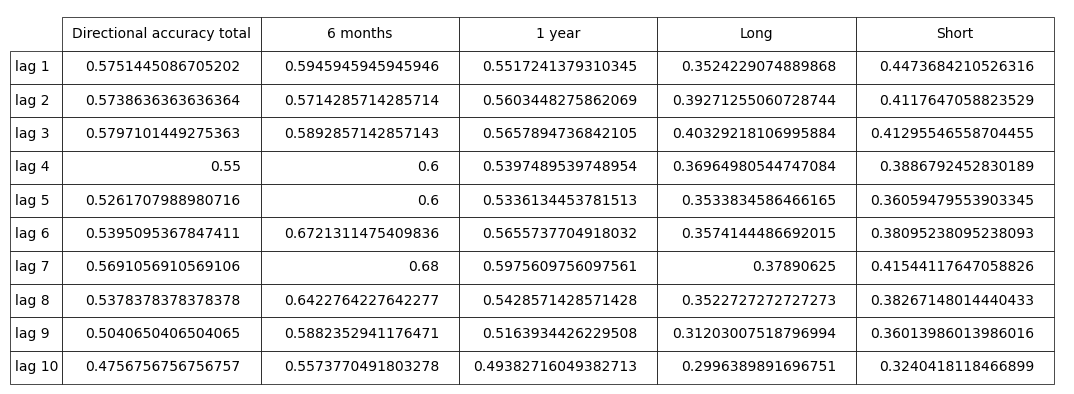 Directional accuracy total 6 months 1 year Long Short
lag 1 0.5751445086705202 0.5945945945945946 0.5517241379310345 0.3524229074889868 0.4473684210526316
lag 2 0.5738636363636364 0.5714285714285714 0.5603448275862069 0.39271255060728744 0.4117647058823529
lag 3 0.5797101449275363 0.5892857142857143 0.5657894736842105 0.40329218106995884 0.41295546558704455
lag 4 0.55 0.6 0.5397489539748954 0.36964980544747084 0.3886792452830189
lag 5 0.5261707988980716 0.6 0.5336134453781513 0.3533834586466165 0.36059479553903345
lag 6 0.5395095367847411 0.6721311475409836 0.5655737704918032 0.3574144486692015 0.38095238095238093
lag 7 0.5691056910569106 0.68 0.5975609756097561 0.37890625 0.41544117647058826
lag 8 0.5378378378378378 0.6422764227642277 0.5428571428571428 0.3522727272727273 0.38267148014440433
lag 9 0.5040650406504065 0.5882352941176471 0.5163934426229508 0.31203007518796994 0.36013986013986016
lag 10 0.4756756756756757 0.5573770491803278 0.49382716049382713 0.2996389891696751 0.3240418118466899